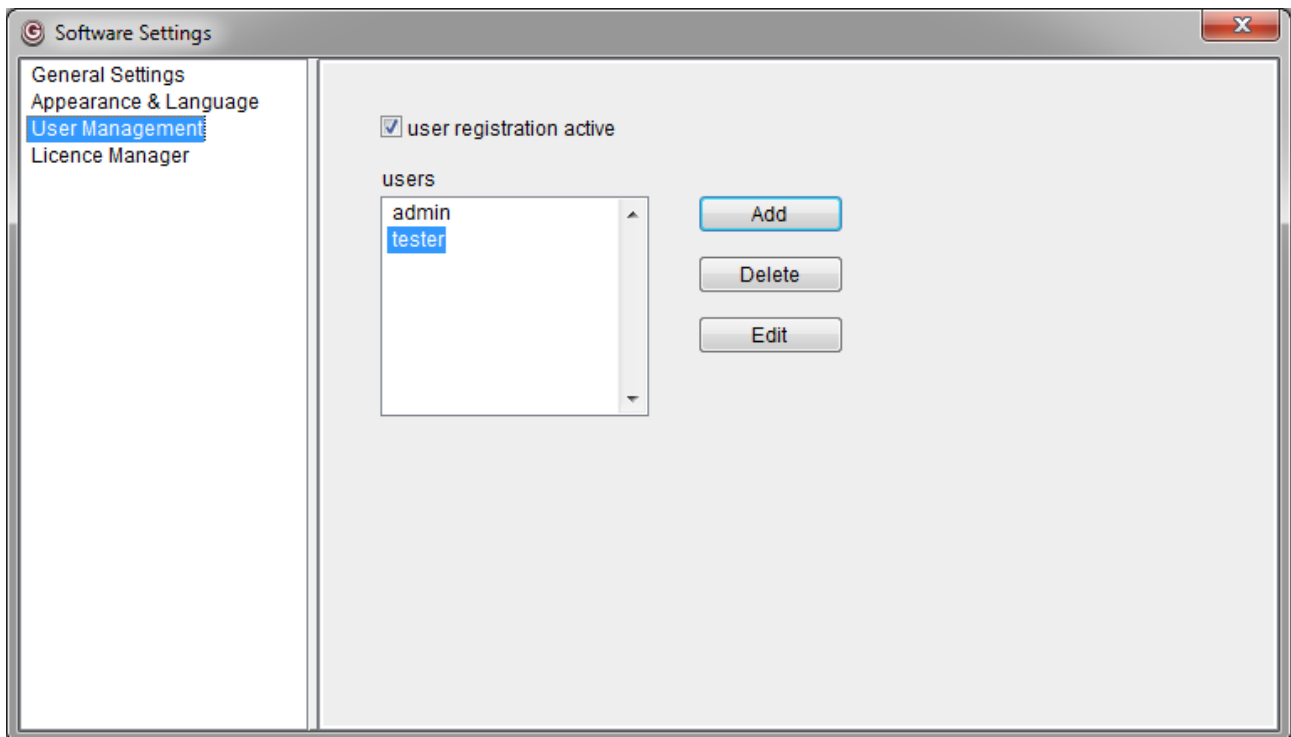 Software Settings
General Settings
Appearance & Language
User Management
Licence Manager
user registration active
users
admin
tester
Add
Delete
Edit